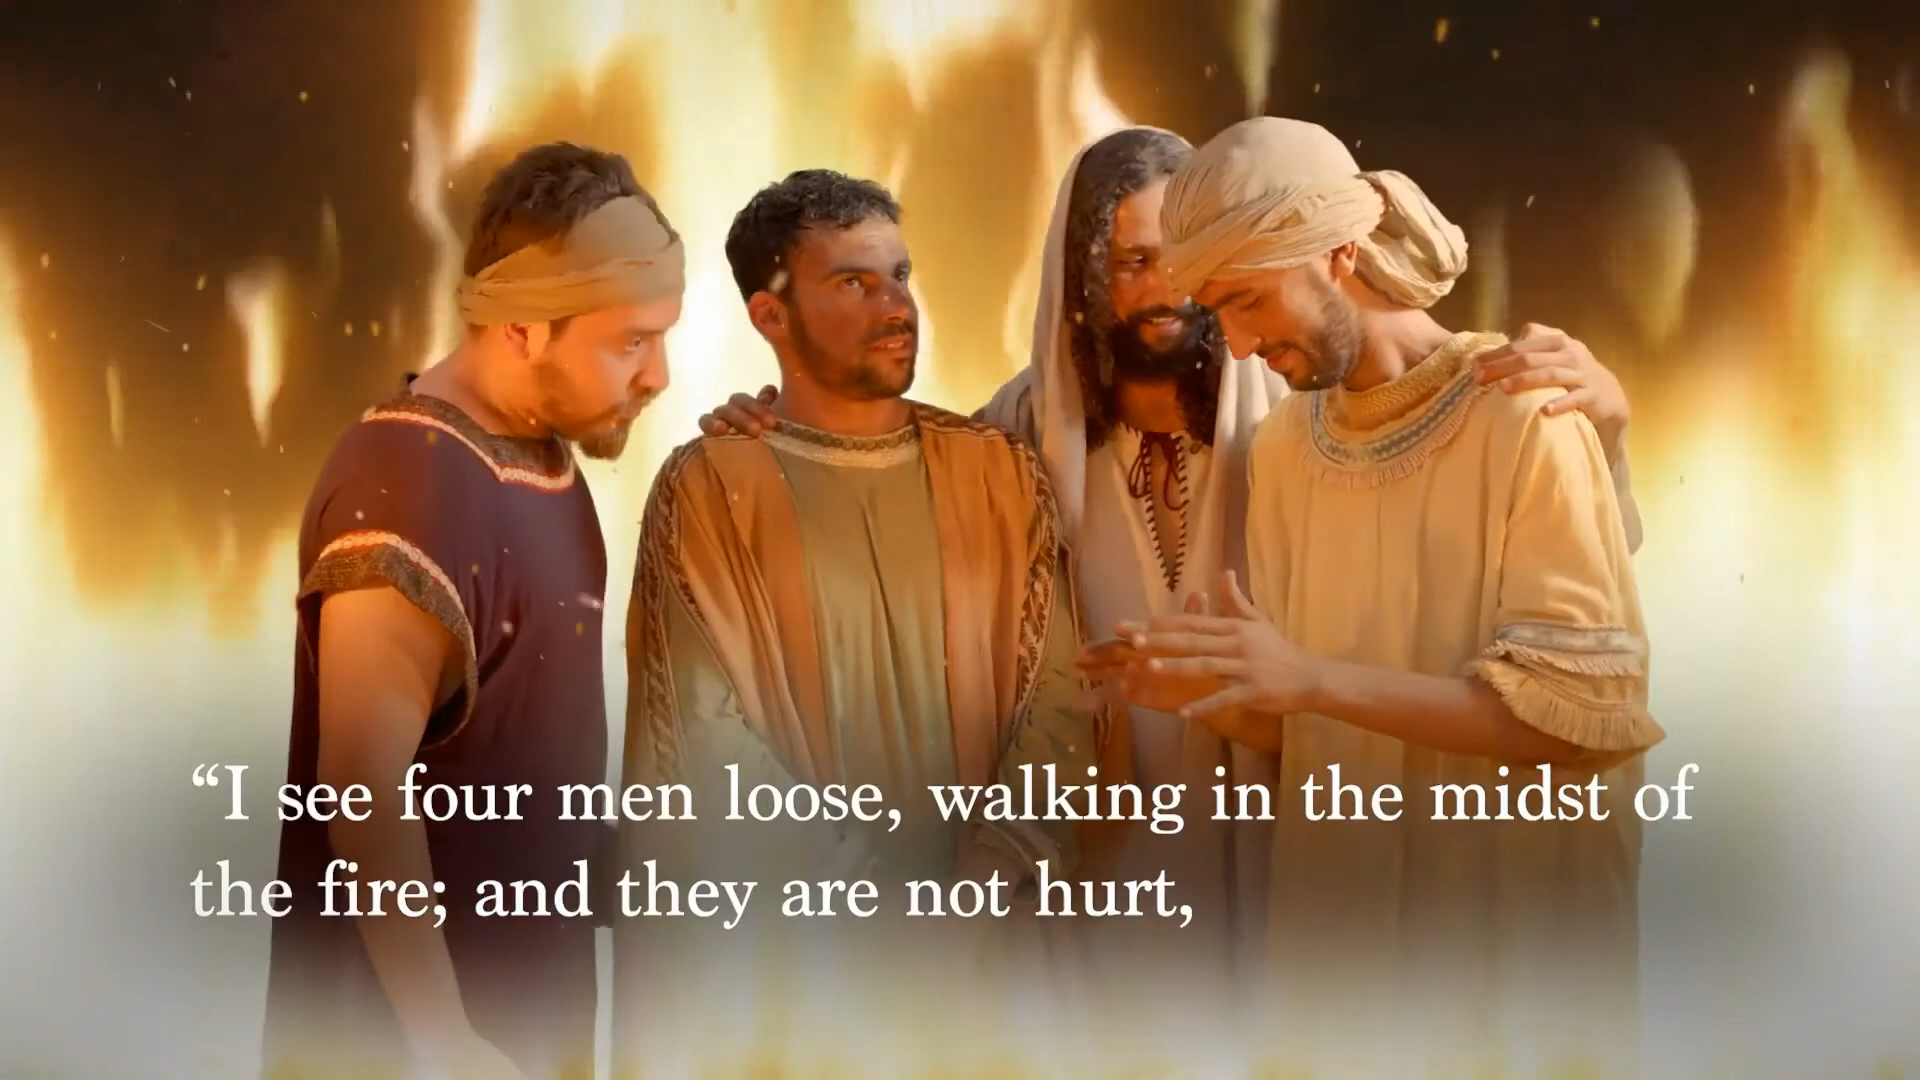 “I see four men loose, walking in the midst of
the fire; and they are not hurt,